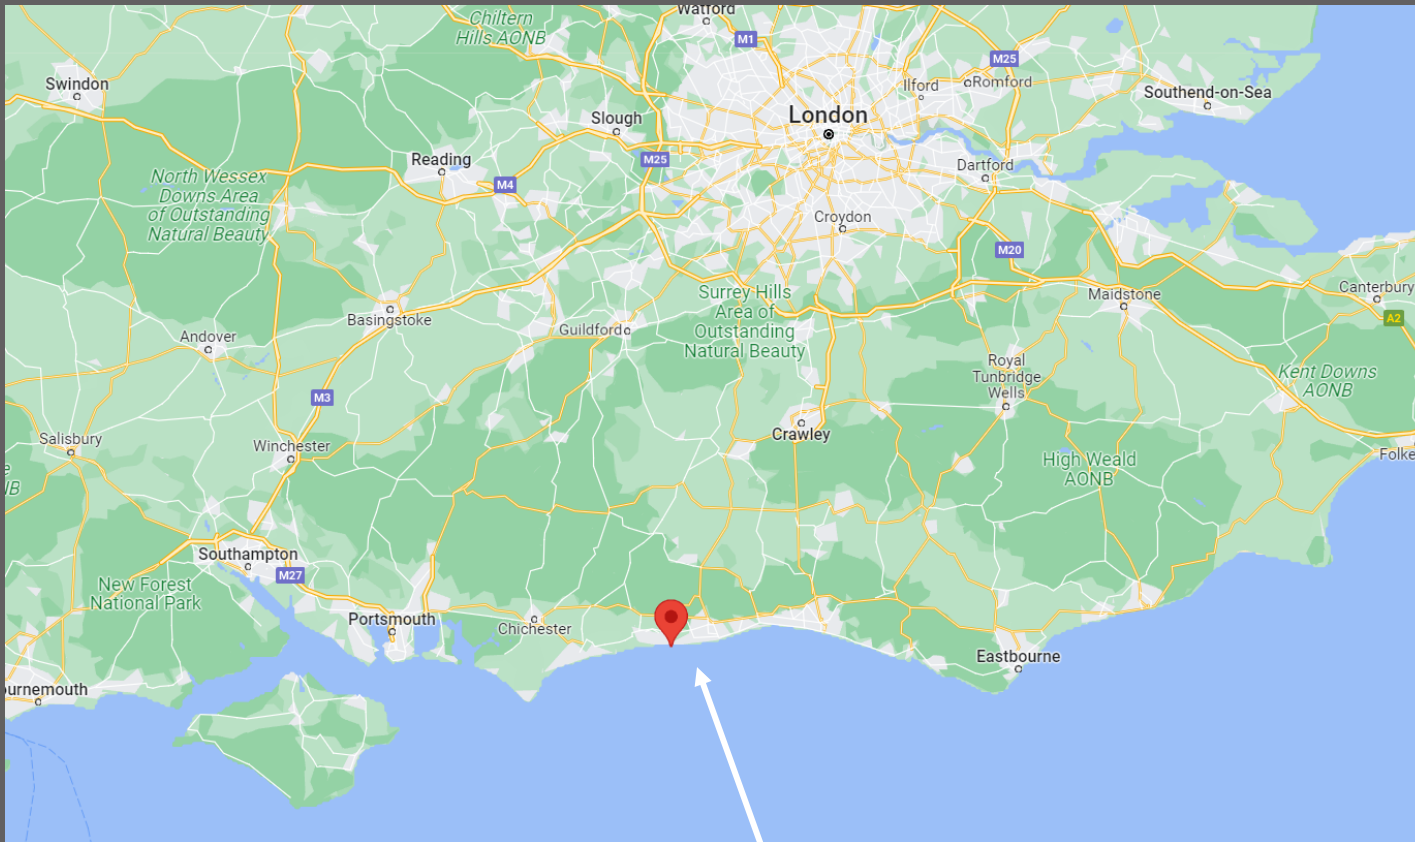 Watford
Chiltern
Hills AONB
M1
M25
Swindon
Ilford
Romford
Southend-on-Sea
Slough
London
Reading
M25
Dartford
North Wessex
Downs Area
of Outstanding
Natural Beauty
M4
Croydon
M20
Canterbury
Surrey Hills
Area of
Outstanding
Natural Beauty
Maidstone
Basingstoke
A2
Guildford
Andover
Royal
Tunbridge
Wells
Kent Downs
AONB
M3
Salisbury
Winchester
Crawley
Folke
High Weald
AONB
e
IB
Southampton
M27
New Forest
National Park
Portsmouth
Chichester
Eastbourne
ournemouth